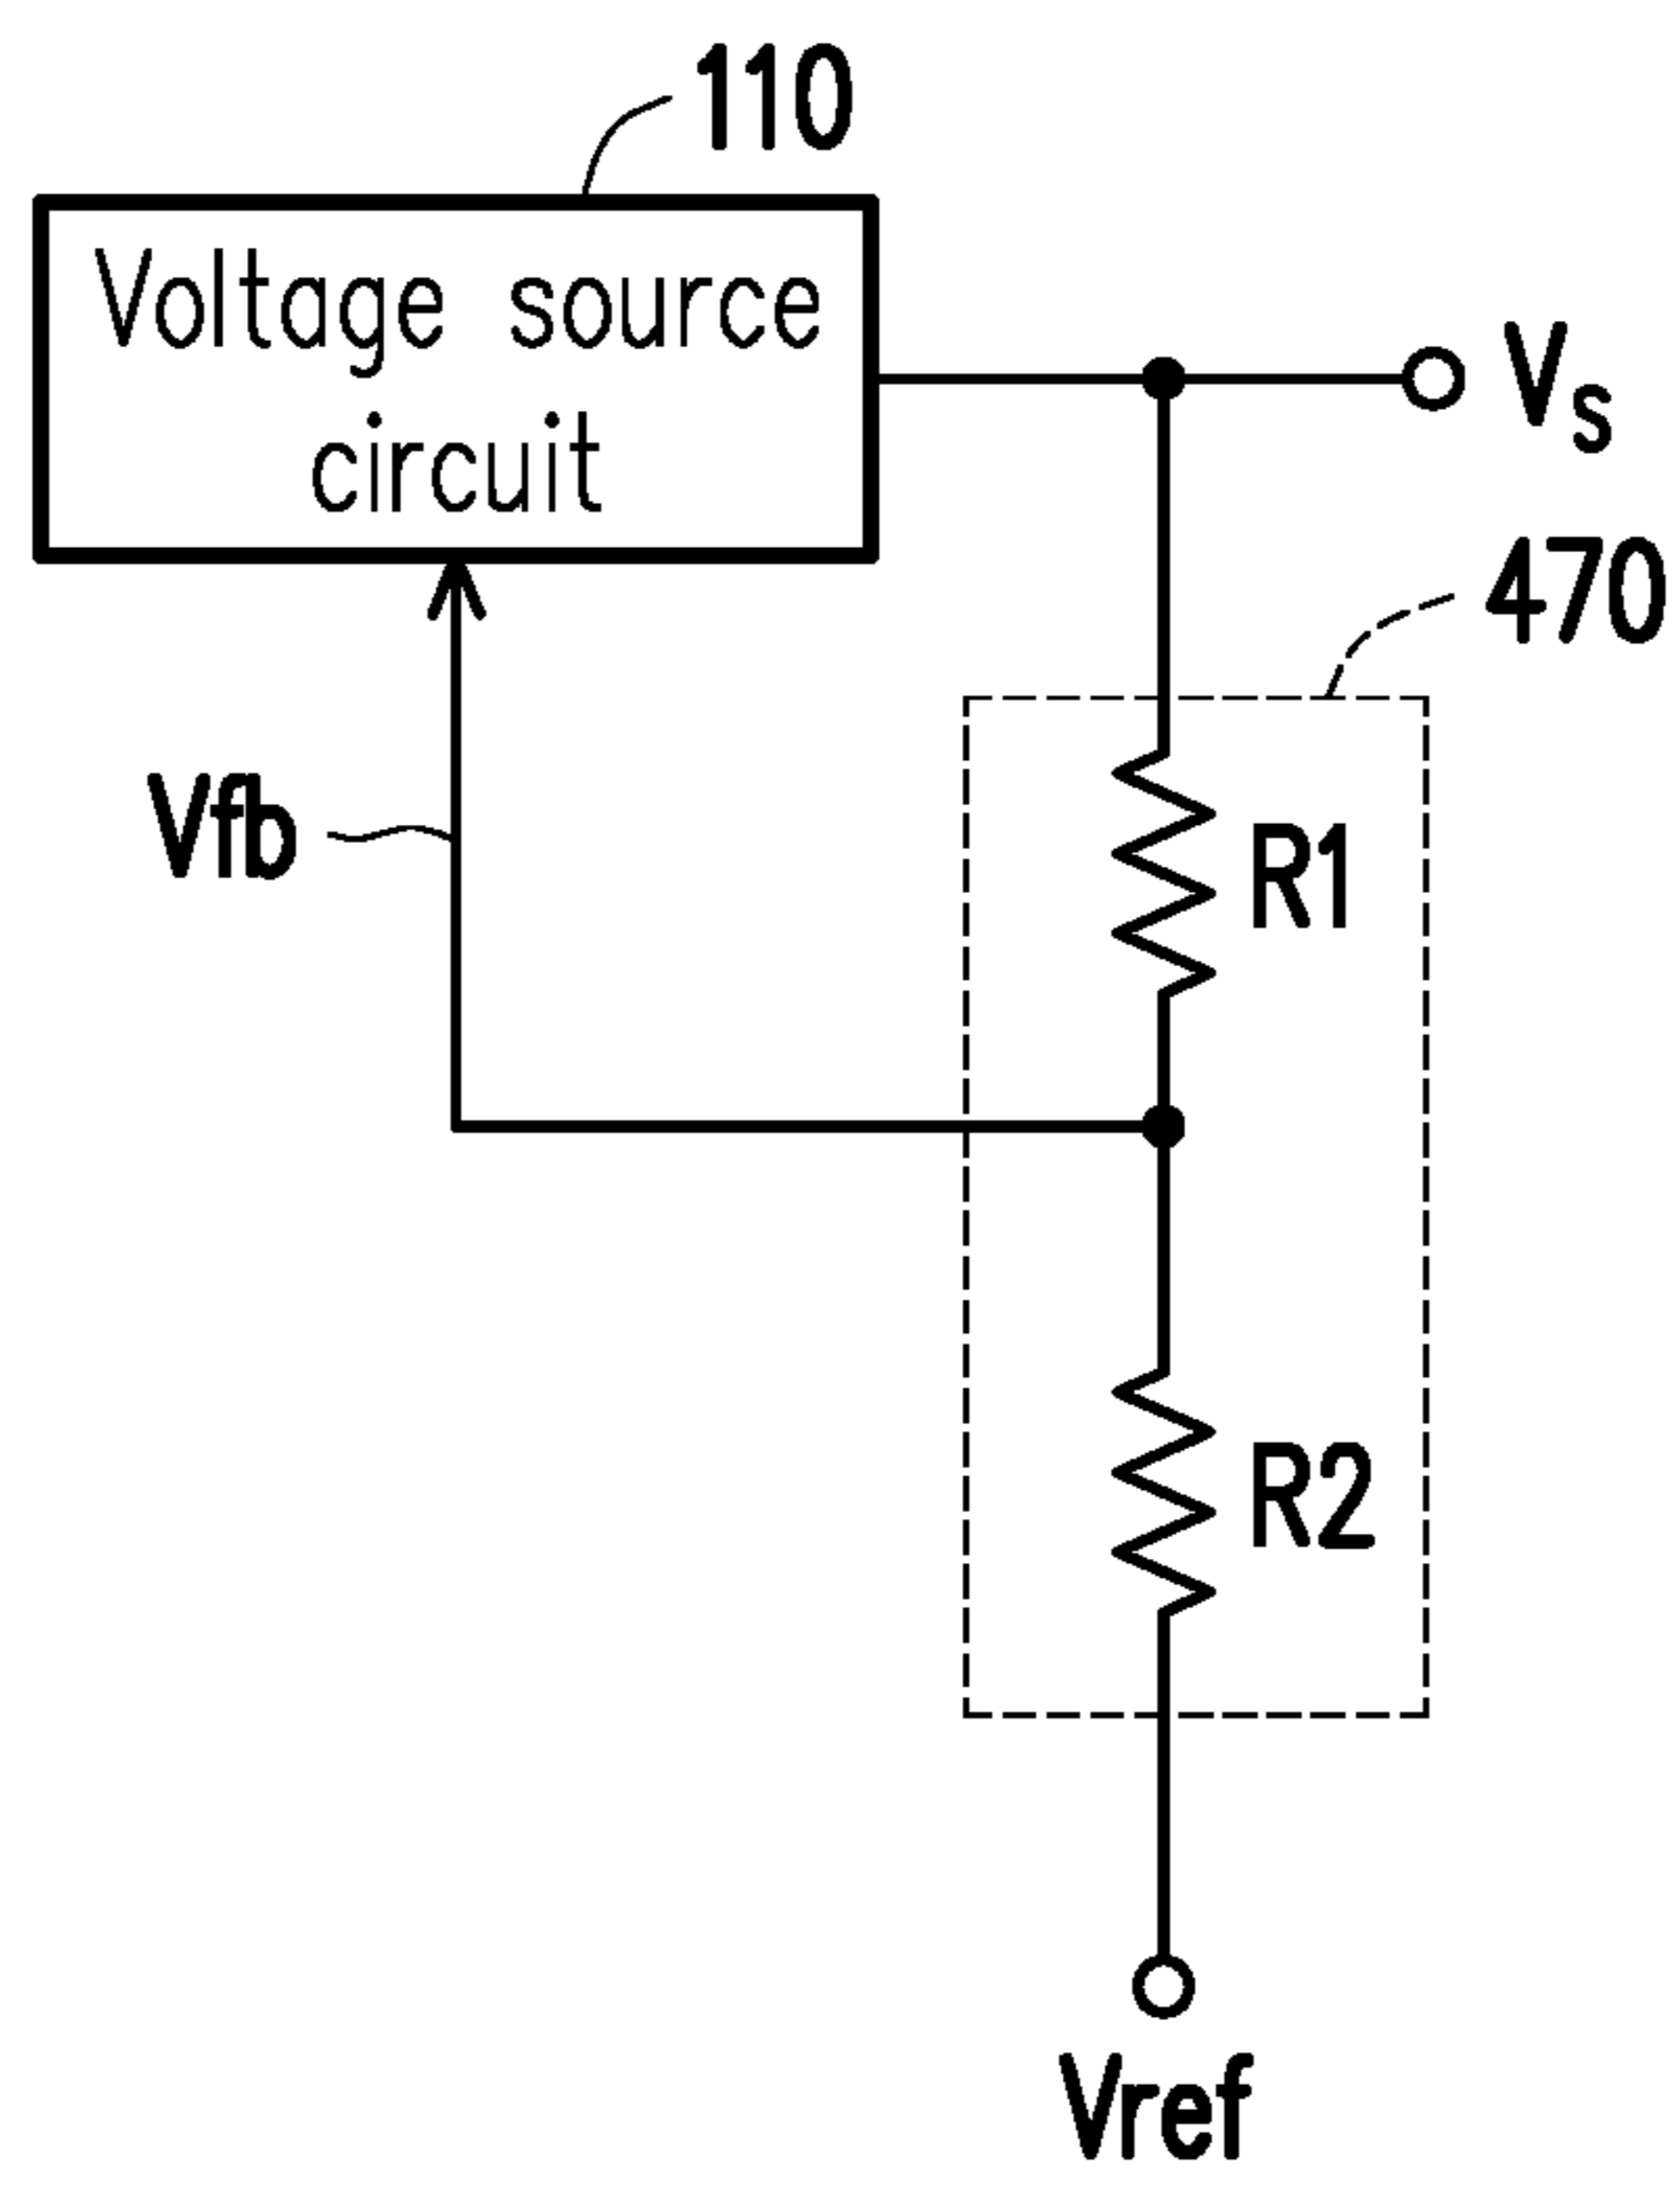 110
Voltage source
circuit
Vs
470
Vfb
R1
R2
Vref